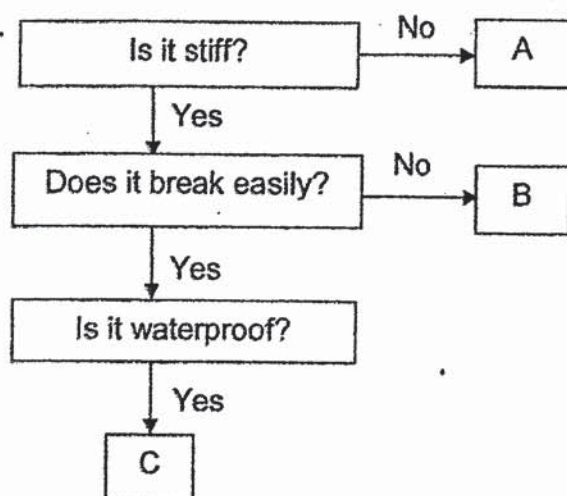 Is it stiff?
No
A
Yes
Does it break easily?
No
B
Yes
Is it waterproof?
Yes
C